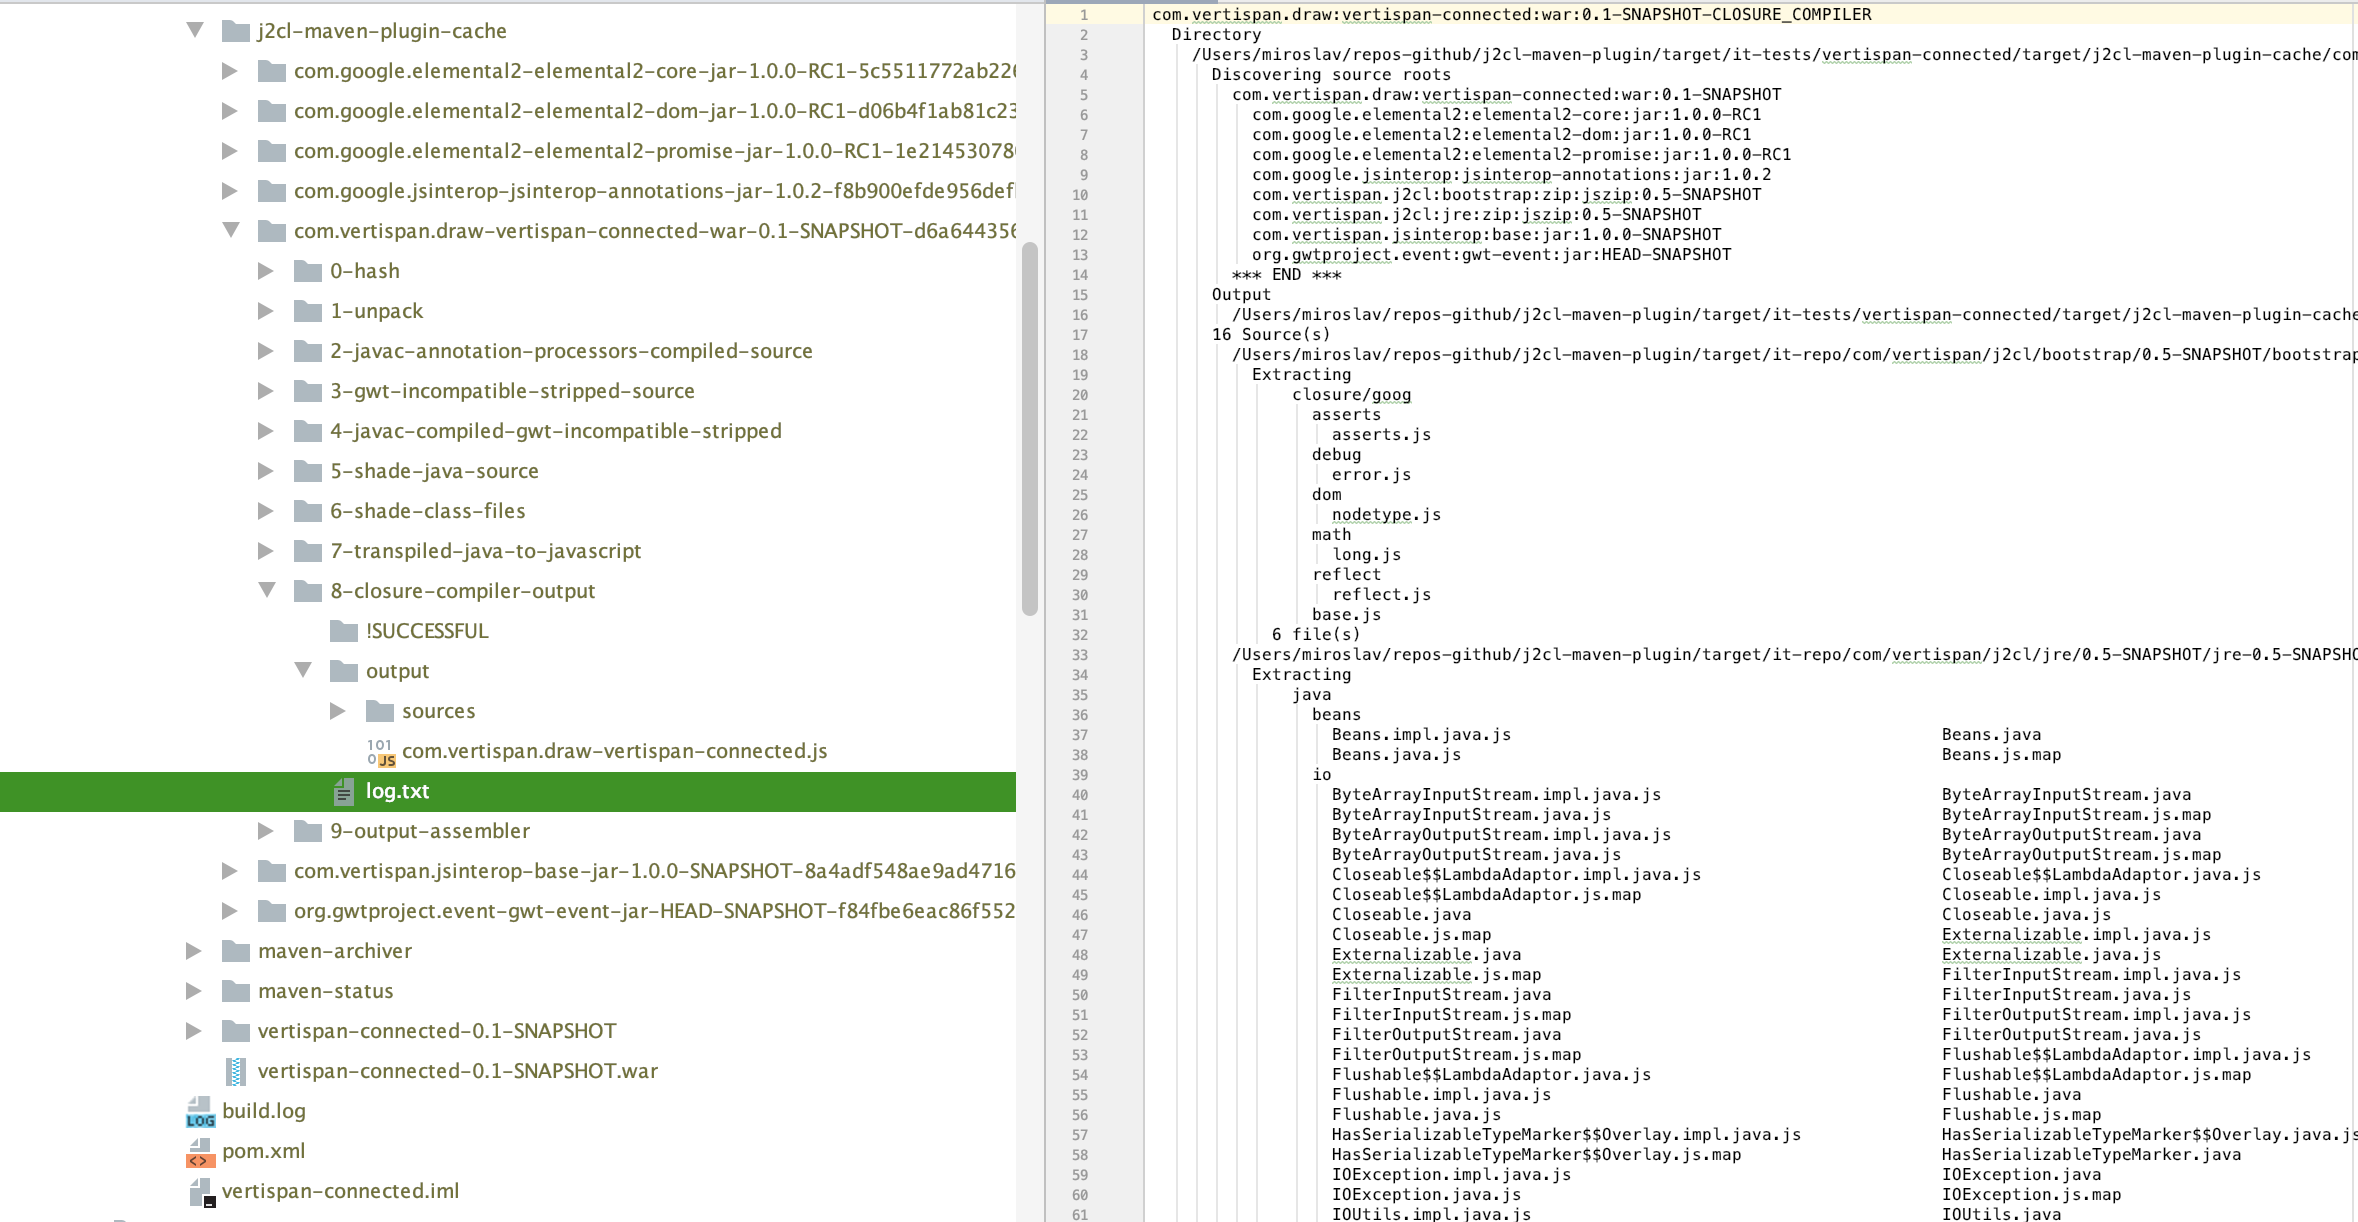 j2cl-maven-plugin-cache
com.google.elemental2-elemental2-core-jar-1.0.0-RC1-5c5511772ab226
com.google.elemental2-elemental2-dom-jar-1.0.0-RC1-d06b4f1ab81c23
com.google.elemental2-elemental2-promise-jar-1.0.0-RC1-1e21453078
com.google.jsinterop-jsinterop-annotations-jar-1.0.2-f8b900efde956def
com.vertispan.draw-vertispan-connected-war-0.1-SNAPSHOT-d6a644356
0-hash
1-unpack
2-javac-annotation-processors-compiled-source
3-gwt-incompatible-stripped-source
4-javac-compiled-gwt-incompatible-stripped
5-shade-java-source
6-shade-class-files
7-transpiled-java-to-javascript
8-closure-compiler-output
!SUCCESSFUL
output
sources
com.vertispan.draw-vertispan-connected.js
log.txt
9-output-assembler
com.vertispan.jsinterop-base-jar-1.0.0-SNAPSHOT-8a4adf548ae9ad4716
org.gwtproject.event-gwt-event-jar-HEAD-SNAPSHOT-f84fbe6eac86f552
maven-archiver
maven-status
vertispan-connected-0.1-SNAPSHOT
vertispan-connected-0.1-SNAPSHOT.war
build.log
pom.xml
vertispan-connected.iml
1 com.vertispan.draw:vertispan-connected:war:0.1-SNAPSHOT-CLOSURE_COMPILER
2 Directory
3 /Users/miroslav/repos-github/j2cl-maven-plugin/target/it-tests/vertispan-connected/target/j2cl-maven-plugin-cache/com
4 Discovering source roots
5 com.vertispan.draw:vertispan-connected:war:0.1-SNAPSHOT
6 com.google.elemental2:elemental2-core:jar:1.0.0-RC1
7 com.google.elemental2:elemental2-dom:jar:1.0.0-RC1
8 com.google.elemental2:elemental2-promise:jar:1.0.0-RC1
9 com.google.jsinterop:jsinterop-annotations:jar:1.0.2
10 com.vertispan.j2cl:bootstrap:zip:jszip:0.5-SNAPSHOT
11 com.vertispan.j2cl:jre:zip:jszip:0.5-SNAPSHOT
12 com.vertispan.jsinterop:base:jar:1.0.0-SNAPSHOT
13 org.gwtproject.event:gwt-event:jar:HEAD-SNAPSHOT
14 *** END ***
15 Output
16 /Users/miroslav/repos-github/j2cl-maven-plugin/target/it-tests/vertispan-connected/target/j2cl-maven-plugin-cache
17 16 Source(s)
18 /Users/miroslav/repos-github/j2cl-maven-plugin/target/it-repo/com/vertispan/j2cl/bootstrap/0.5-SNAPSHOT/bootstrap
19 Extracting
20 closure/goog
21 asserts
22 asserts.js
23 debug
24 error.js
25 dom
26 nodetype.js
27 math
28 long.js
29 reflect
30 reflect.js
31 base.js
32 6 file(s)
33 /Users/miroslav/repos-github/j2cl-maven-plugin/target/it-repo/com/vertispan/j2cl/jre/0.5-SNAPSHOT/jre-0.5-SNAPSHO
34 Extracting
35 java
36 beans
37 Beans.impl.java.js Beans.java
38 Beans.java.js Beans.js.map
39 io
40 ByteArrayInputStream.impl.java.js ByteArrayInputStream.java
41 ByteArrayInputStream.java.js ByteArrayInputStream.js.map
42 ByteArrayOutputStream.impl.java.js ByteArrayOutputStream.java
43 ByteArrayOutputStream.java.js ByteArrayOutputStream.js.map
44 Closeable$$LambdaAdaptor.impl.java.js Closeable$$LambdaAdaptor.java.js
45 Closeable$$LambdaAdaptor.js.map Closeable.impl.java.js
46 Closeable.java Closeable.java.js
47 Closeable.js.map Externalizable.impl.java.js
48 Externalizable.java Externalizable.java.js
49 Externalizable.js.map FilterInputStream.impl.java.js
50 FilterInputStream.java FilterInputStream.java.js
51 FilterInputStream.js.map FilterOutputStream.impl.java.js
52 FilterOutputStream.java FilterOutputStream.java.js
53 FilterOutputStream.js.map Flushable$$LambdaAdaptor.impl.java.js
54 Flushable$$LambdaAdaptor.java.js Flushable$$LambdaAdaptor.js.map
55 Flushable.impl.java.js Flushable.java
56 Flushable.java.js Flushable.js.map
57 HasSerializableTypeMarker$$Overlay.impl.java.js HasSerializableTypeMarker$$Overlay.java.js
58 HasSerializableTypeMarker$$Overlay.js.map HasSerializableTypeMarker.java
59 IOException.impl.java.js IOException.java
60 IOException.java.js IOException.js.map
61 IOUtils.impl.java.js IOUtils.java